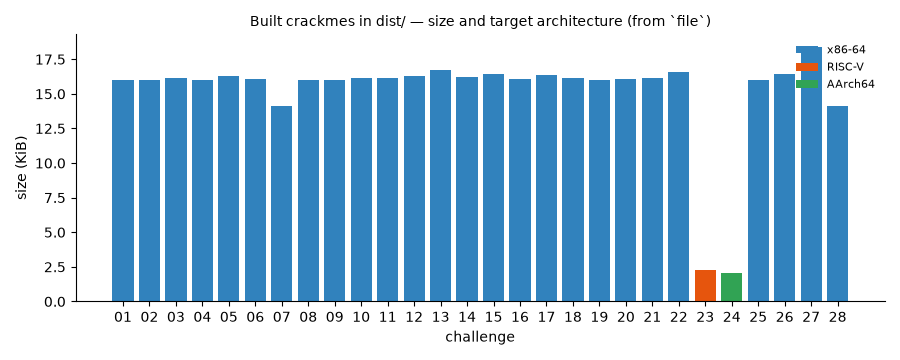 Built crackmes in dist/ — size and target architecture (from `file`)
x86-64
RISC-V
AArch64
size (KiB)
17.5
15.0
12.5
10.0
7.5
5.0
2.5
0.0
01 02 03 04 05 06 07 08 09 10 11 12 13 14 15 16 17 18 19 20 21 22 23 24 25 26 27 28
challenge